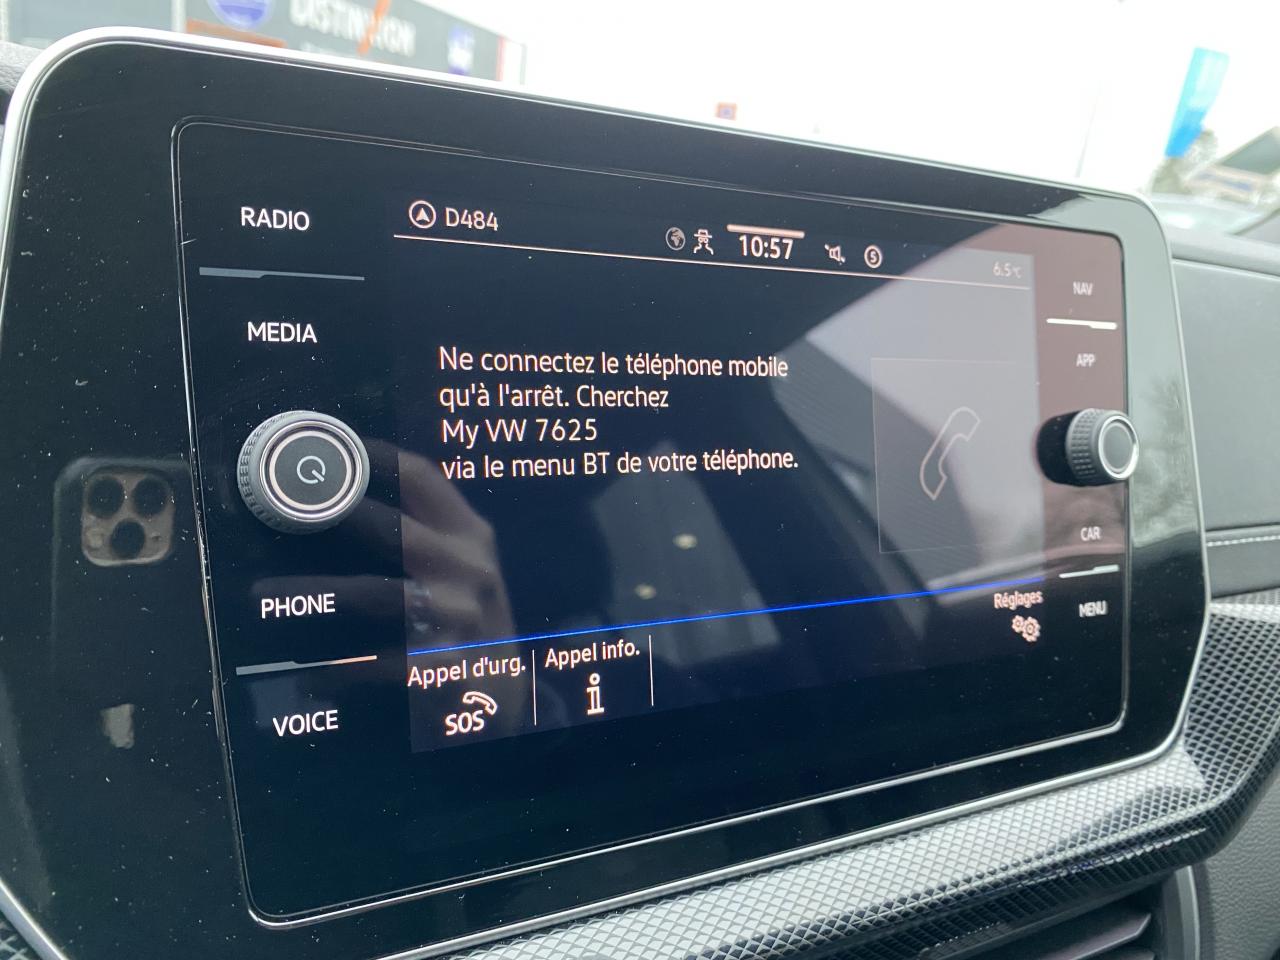 RADIO
MEDIA
PHONE
VOICE
D484
10:57
S
6.5°C
Ne connectez le téléphone mobile
qu'à l'arrêt. Cherchez
My VW 7625
via le menu BT de votre téléphone.
Réglages
Appel d'urg.
SOS
Appel info.
i
NAV
APP
CAR
MENU